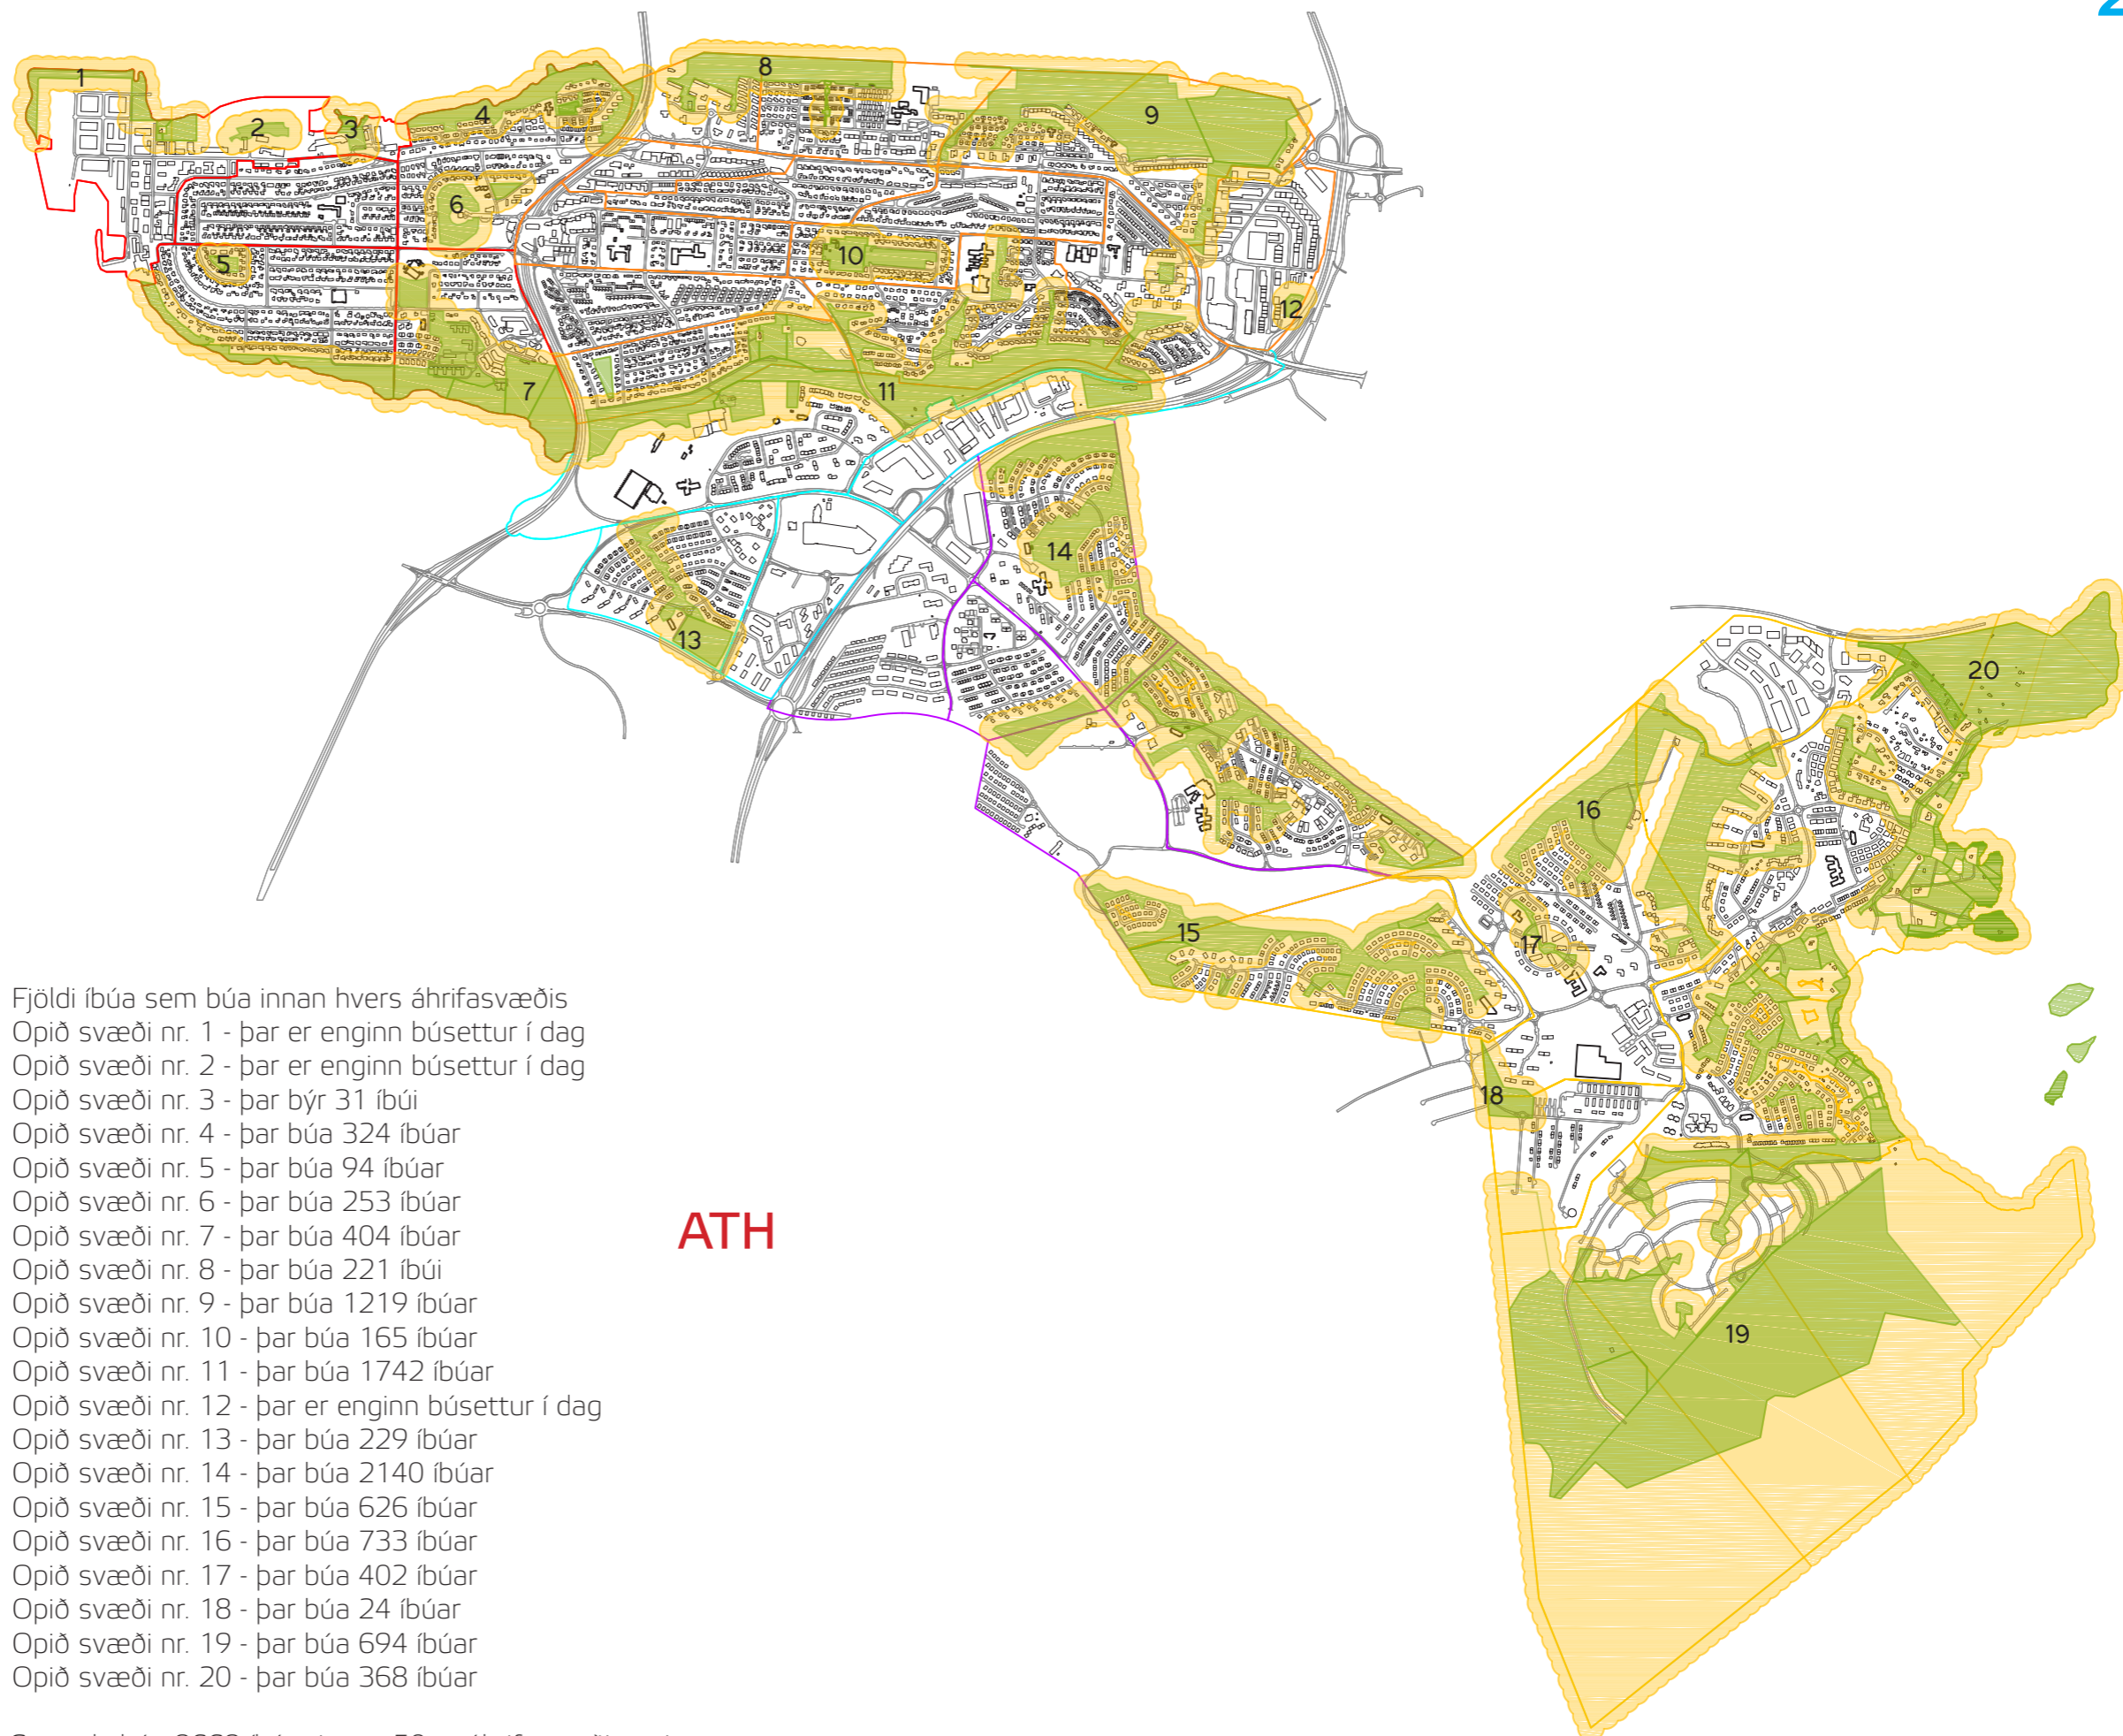 2
1
8
9
4
2
3
6
10
5
12
7
11
14
13
20
16
15
17
18
19
Fjöldi íbúa sem búa innan hvers áhrifasvæðis
Opið svæði nr. 1 - þar er enginn búsettur í dag
Opið svæði nr. 2 - þar er enginn búsettur í dag
Opið svæði nr. 3 - þar býr 31 íbúi
Opið svæði nr. 4 - þar búa 324 íbúar
Opið svæði nr. 5 - þar búa 94 íbúar
Opið svæði nr. 6 - þar búa 253 íbúar
Opið svæði nr. 7 - þar búa 404 íbúar
Opið svæði nr. 8 - þar búa 221 íbúi
Opið svæði nr. 9 - þar búa 1219 íbúar
Opið svæði nr. 10 - þar búa 165 íbúar
Opið svæði nr. 11 - þar búa 1742 íbúar
Opið svæði nr. 12 - þar er enginn búsettur í dag
Opið svæði nr. 13 - þar búa 229 íbúar
Opið svæði nr. 14 - þar búa 2140 íbúar
Opið svæði nr. 15 - þar búa 626 íbúar
Opið svæði nr. 16 - þar búa 733 íbúar
Opið svæði nr. 17 - þar búa 402 íbúar
Opið svæði nr. 18 - þar búa 24 íbúar
Opið svæði nr. 19 - þar búa 694 íbúar
Opið svæði nr. 20 - þar búa 368 íbúar
ATH